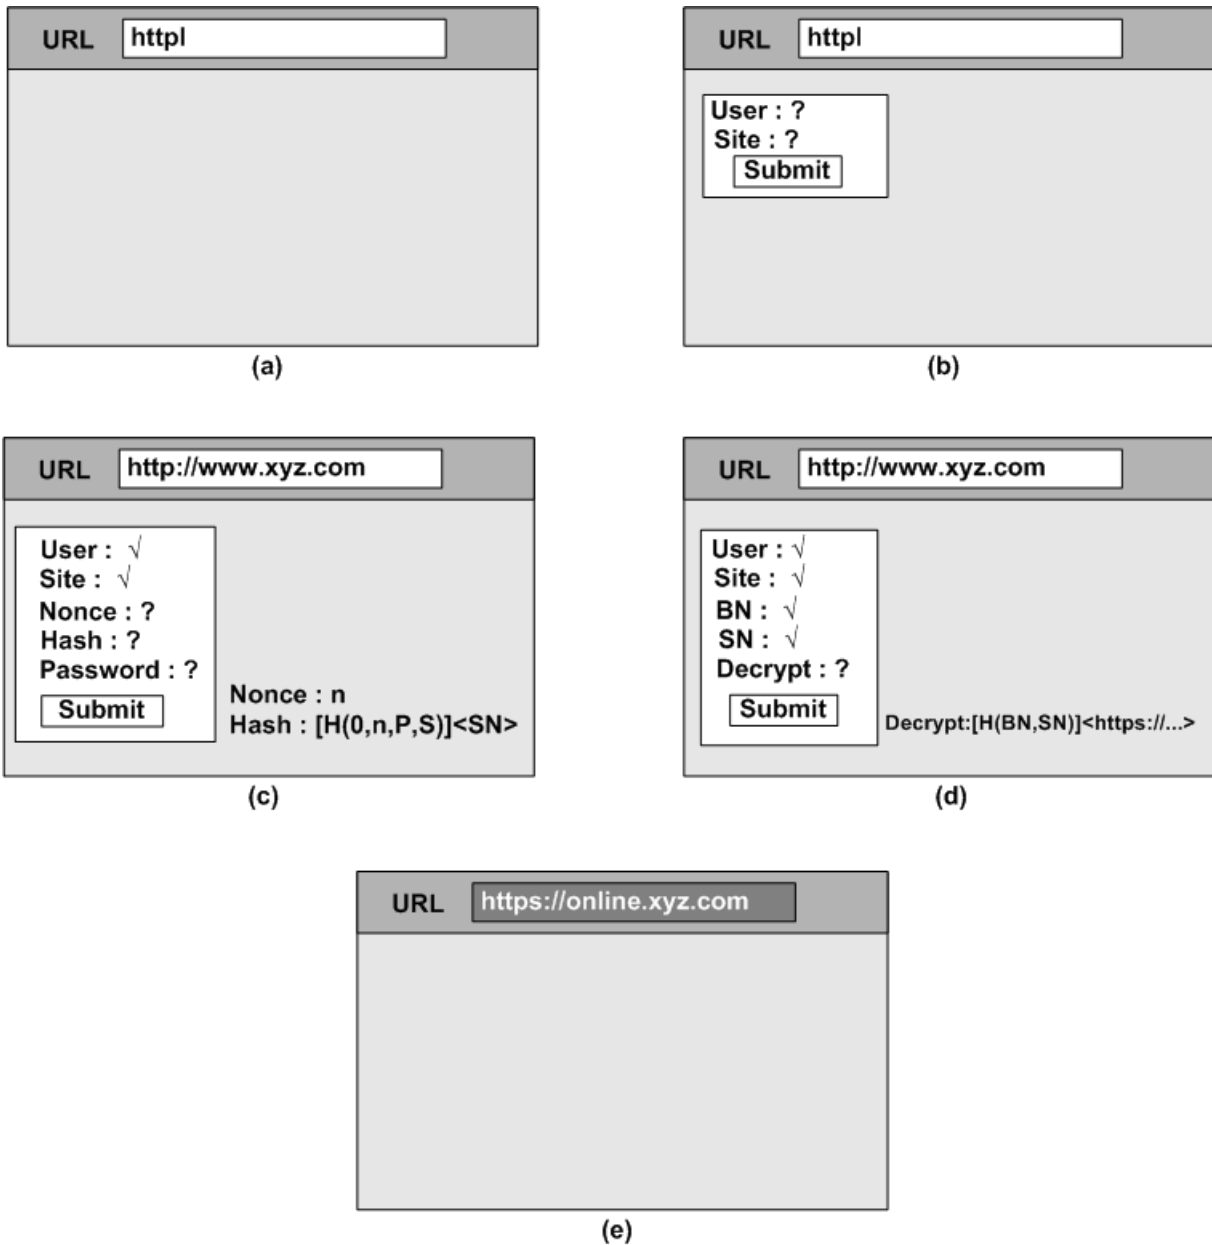 URL httpl
(a)
URL httpl
User : ?
Site : ?
Submit
(b)
URL http://www.xyz.com
User : √
Site : √
Nonce : ?
Hash : ?
Password : ?
Submit
Nonce : n
Hash : [H(0,n,P,S)]<SN>
(c)
URL http://www.xyz.com
User : √
Site : √
BN : √
SN : √
Decrypt : ?
Submit
Decrypt:[H(BN,SN)]<https://...>
(d)
URL https://online.xyz.com
(e)